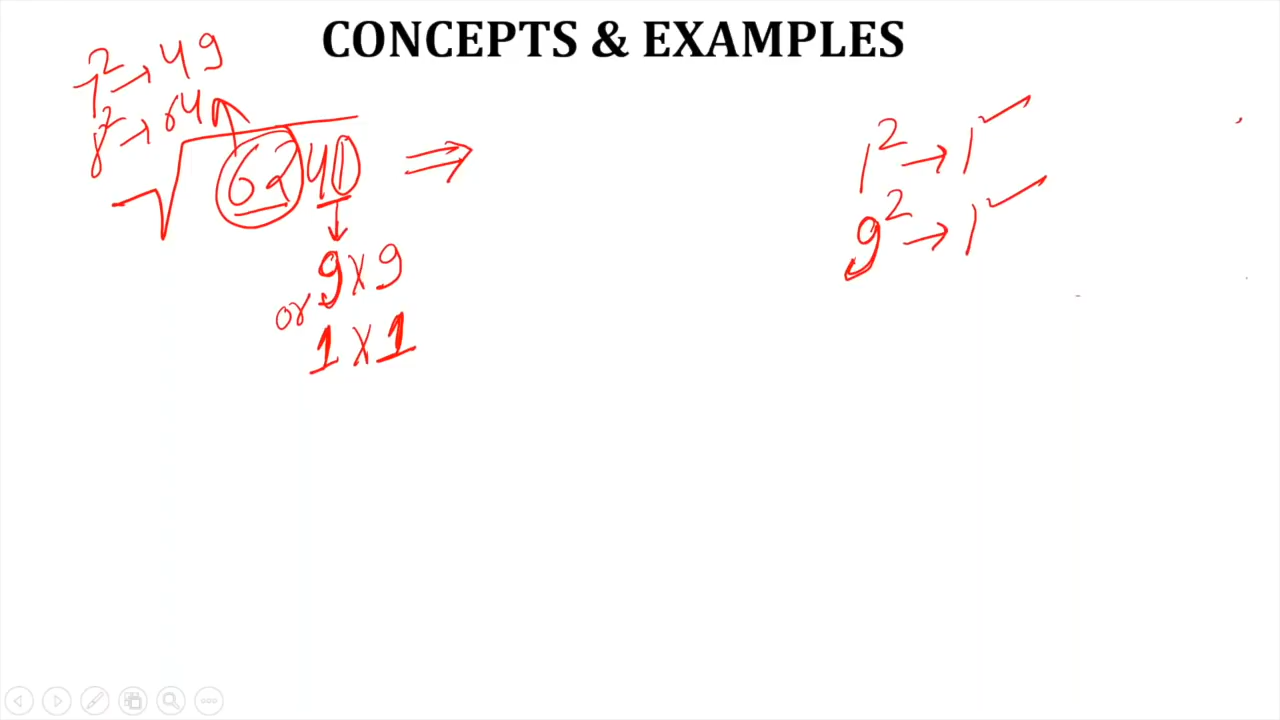 CONCEPTS & EXAMPLES
7² → 49
8² → 64
√6241 ⇒
9 x 9
or
1 x 1
1² → 1 ✓
9² → 1 ✓